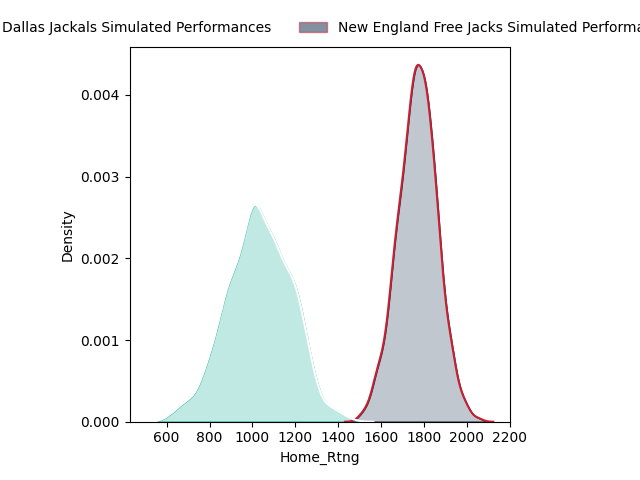 Dallas Jackals Simulated Performances
New England Free Jacks Simulated Performa
0.004
0.003
0.002
0.001
0.000
Density
600 800 1000 1200 1400 1600 1800 2000 2200
Home_Rtng